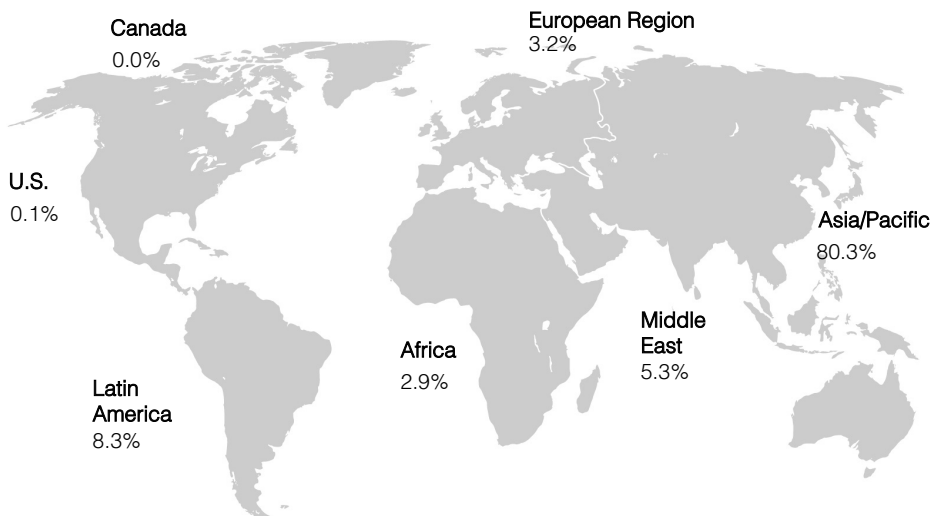 Canada
0.0%
European Region
3.2%
U.S.
0.1%
Asia/Pacific
80.3%
Middle
East
5.3%
Africa
2.9%
Latin
America
8.3%